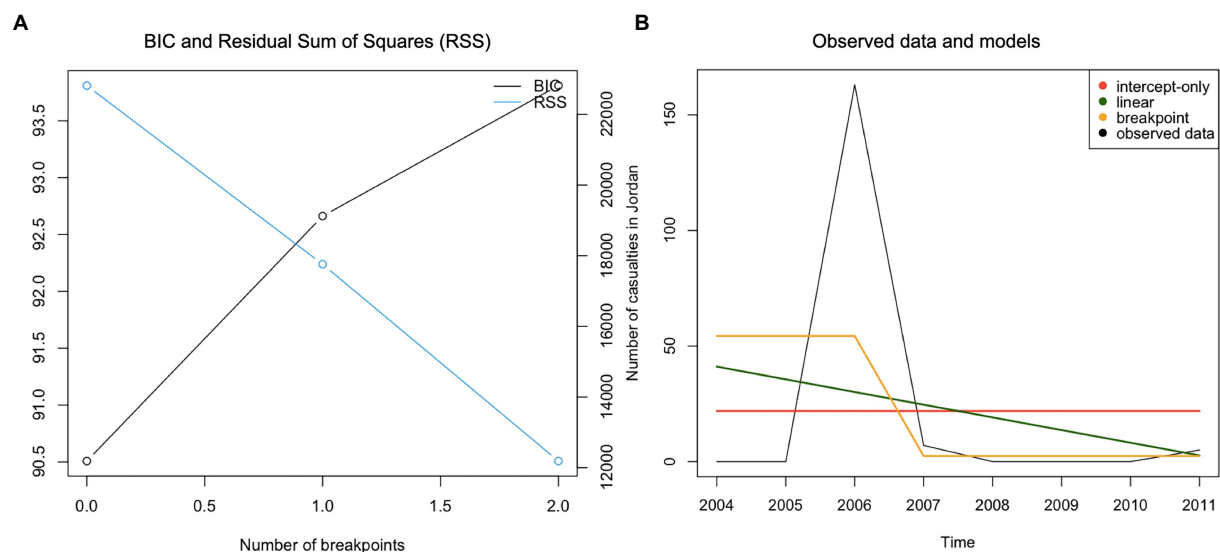 A
BIC and Residual Sum of Squares (RSS)
BIC
RSS
93.5
93.0
92.5
92.0
91.5
91.0
90.5
22000
20000
18000
16000
14000
12000
0.0 0.5 1.0 1.5 2.0
Number of breakpoints
B
Observed data and models
intercept-only
linear
breakpoint
observed data
Number of casualties in Jordan
150
100
50
0
2004 2005 2006 2007 2008 2009 2010 2011
Time